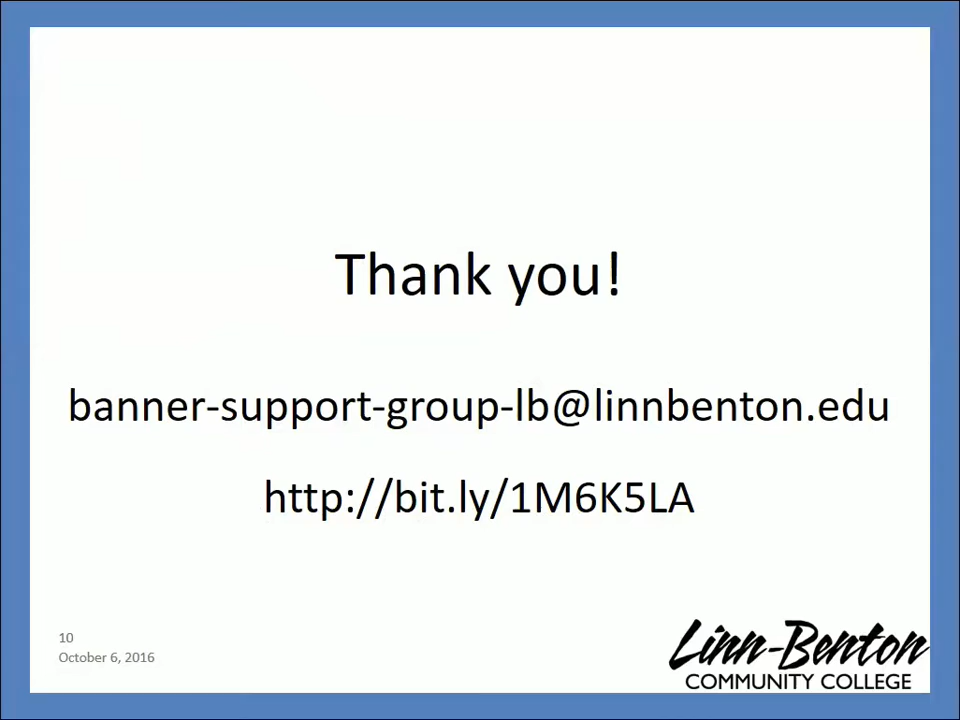 Thank you!
banner-support-group-lb@linnbenton.edu
http://bit.ly/1M6K5LA
10
October 6, 2016
Linn-Benton
COMMUNITY COLLEGE